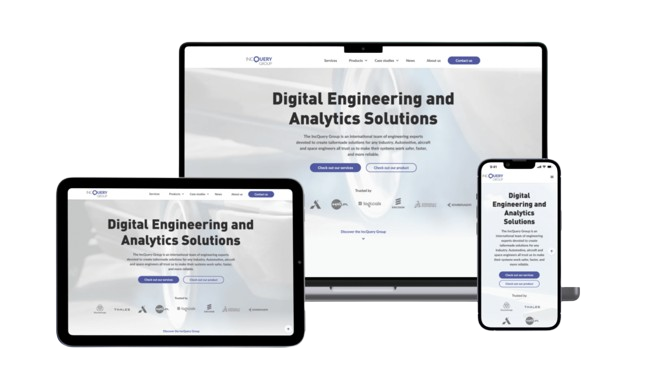 INCQUERY
GROUP
Services
Products
Case studies
News
About us
Contact us
Digital Engineering and
Analytics Solutions
The IncQuery Group is an international team of engineering experts
devoted to create tailormade solutions for any industry. Automotive, aircraft
and space engineers all trust us to make their systems work safer, faster,
and more reliable.
Check out our services
Check out our product
Trusted by:
Discover the IncQuery Group
INCQUERY
GROUP
Services
Products
Case studies
News
About us
Contact us
Digital Engineering and
Analytics Solutions
The IncQuery Group is an international team of engineering experts
devoted to create tailormade solutions for any industry. Automotive, aircraft
and space engineers all trust us to make their systems work safer, faster,
and more reliable.
Check out our services
Check out our product
Trusted by:
THALES
Discover the IncQuery Group
INCQUERY
GROUP
Digital
Engineering and
Analytics
Solutions
The IncQuery Group is an
international team of
engineering experts
devoted to create
tailormade solutions for
any industry. Automotive,
aircraft and space
engineers all trust us to
make their systems work
safer, faster, and more
reliable.
Check out our services
Check out our product
Trusted by:
THALES